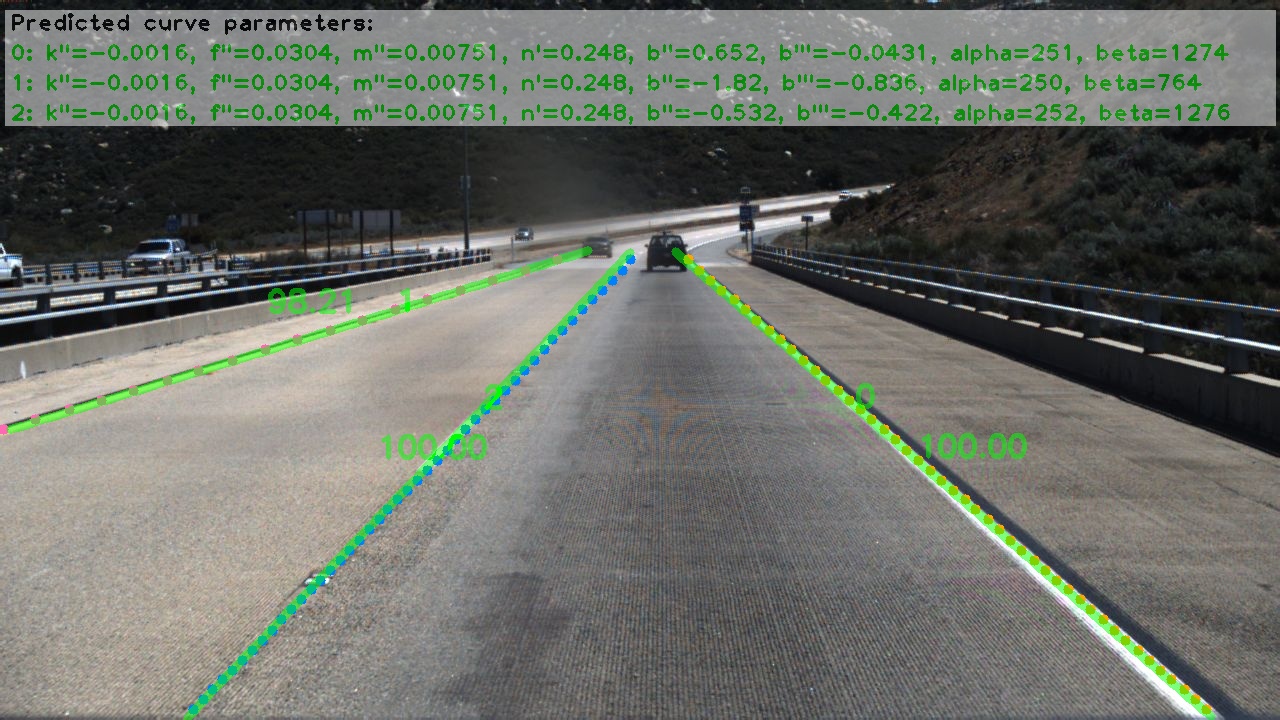 Predicted curve parameters:
0: k''=-0.0016, f''=0.0304, m''=0.00751, n'=0.248, b''=0.652, b'''=-0.0431, alpha=251, beta=1274
1: k''=-0.0016, f''=0.0304, m''=0.00751, n'=0.248, b''=-1.82, b'''=-0.836, alpha=250, beta=764
2: k''=-0.0016, f''=0.0304, m''=0.00751, n'=0.248, b''=-0.532, b'''=-0.422, alpha=252, beta=1276
98.21 1
2 0
100.00 100.00